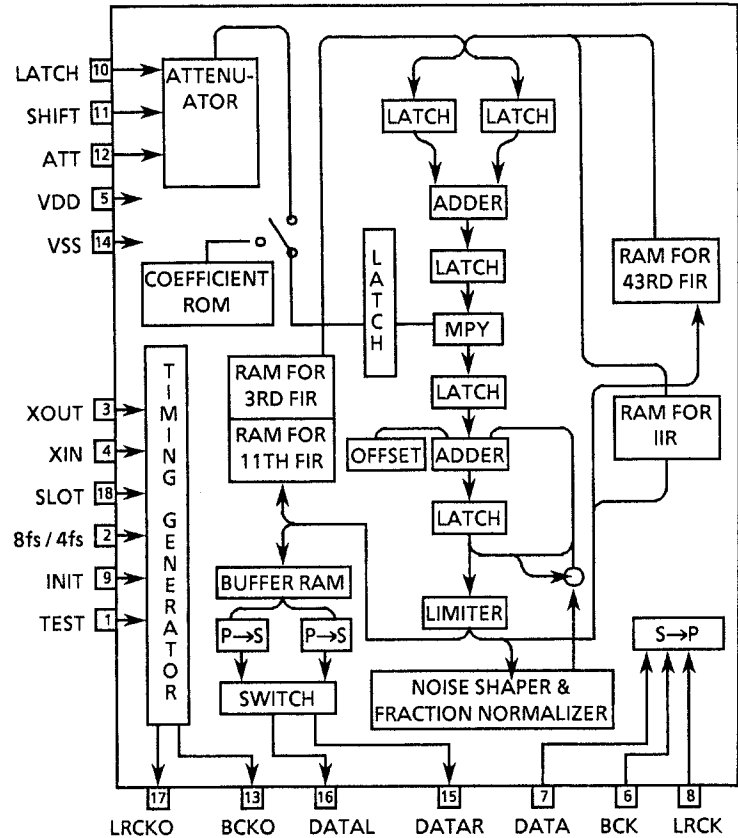 LATCH 10
SHIFT 11
ATT 12
VDD 5
VSS 14
ATTENU-
ATOR
COEFFICIENT
ROM
LATCH
LATCH
LATCH
ADDER
LATCH
MPY
LATCH
OFFSET
ADDER
LATCH
LIMITER
NOISE SHAPER &
FRACTION NORMALIZER
RAM FOR
43RD FIR
RAM FOR
IIR
RAM FOR
3RD FIR
RAM FOR
11TH FIR
BUFFER RAM
P→S
P→S
SWITCH
S→P
XOUT 3
XIN 4
SLOT 18
8fs / 4fs 2
INIT 9
TEST 1
TIMING GENERATOR
17 13 16 15 7 6 8
LRCKO BCKO DATAL DATAR DATA BCK LRCK